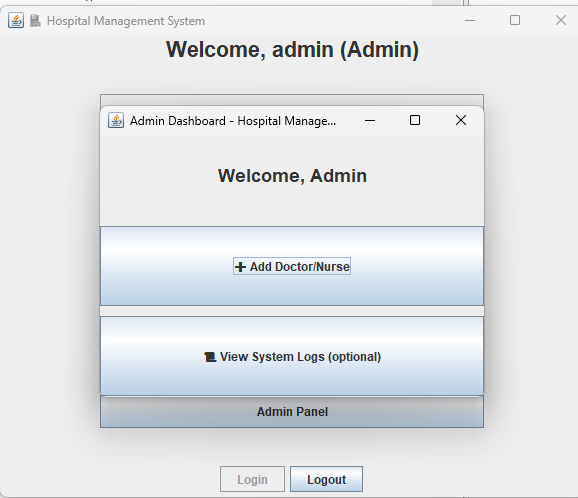 Hospital Management System
Welcome, admin (Admin)
Admin Dashboard - Hospital Manage...
Welcome, Admin
Add Doctor/Nurse
View System Logs (optional)
Admin Panel
Login
Logout